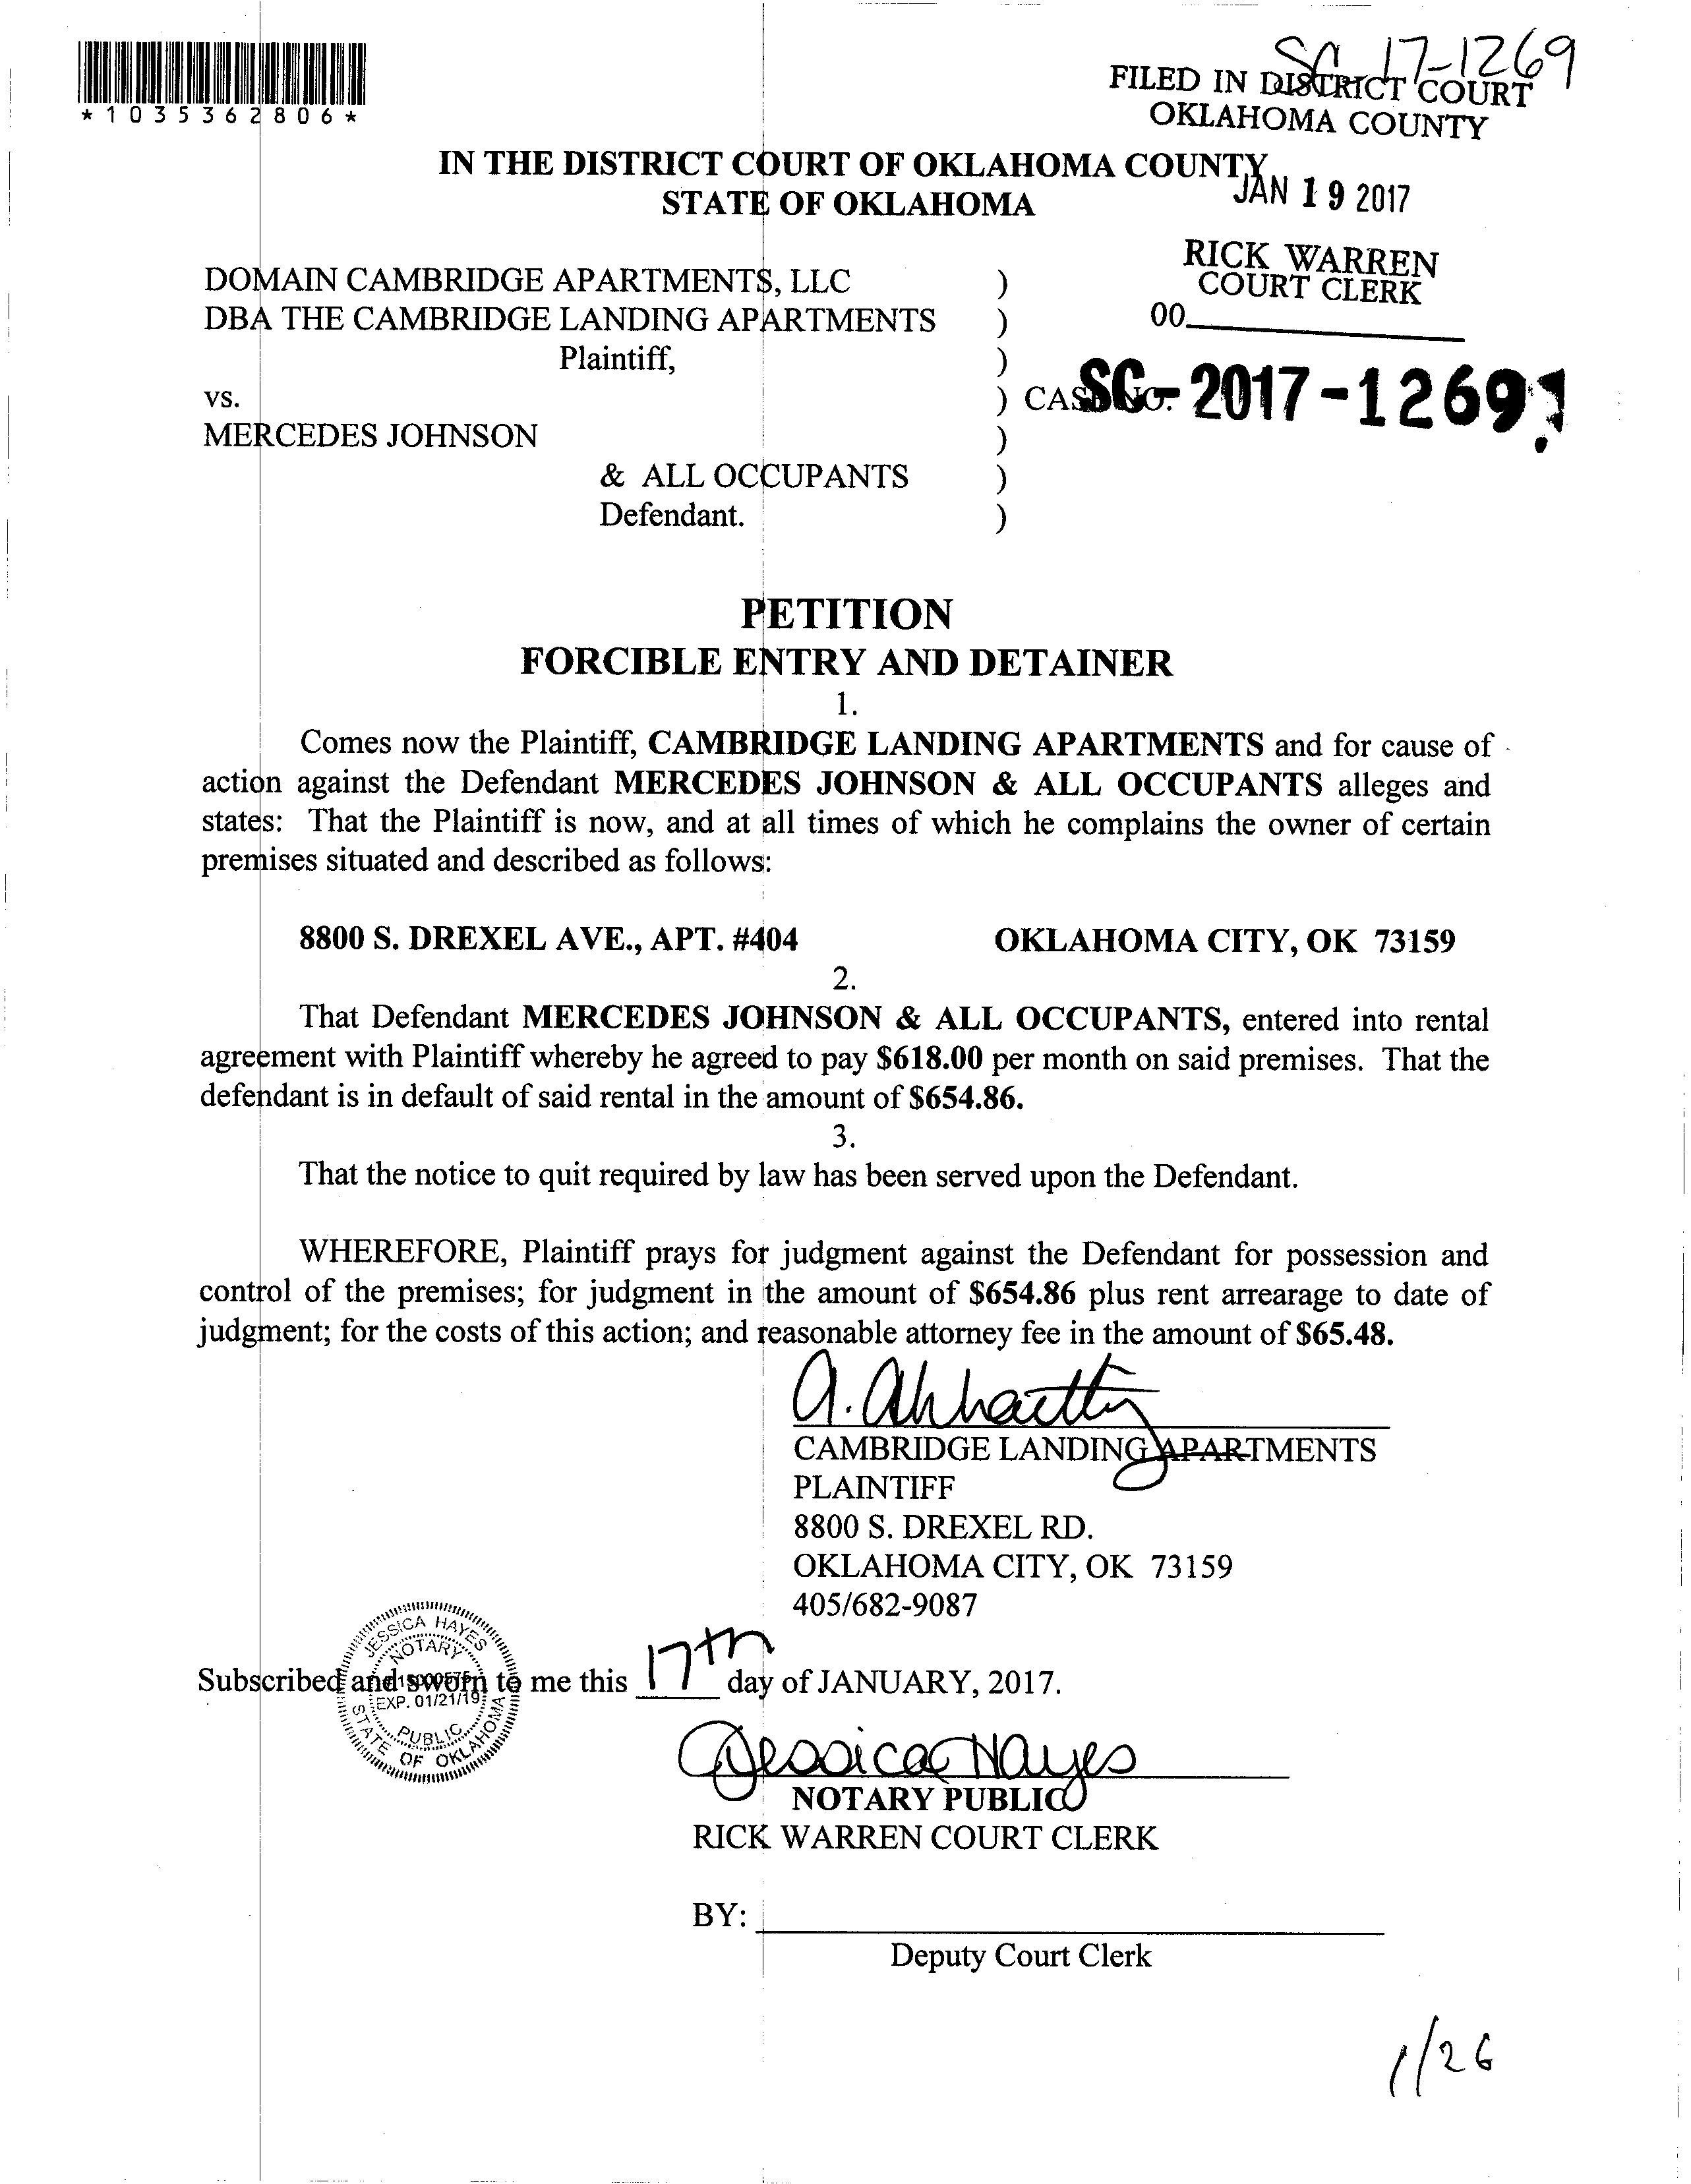 *1035362806*
SC-17-1269
FILED IN DISTRICT COURT
OKLAHOMA COUNTY
IN THE DISTRICT COURT OF OKLAHOMA COUNTY
STATE OF OKLAHOMA
JAN 19 2017
RICK WARREN
COURT CLERK
00
DOMAIN CAMBRIDGE APARTMENTS, LLC )
DBA THE CAMBRIDGE LANDING APARTMENTS )
Plaintiff, )
vs. ) CASE NO. SC-2017-1269
MERCEDES JOHNSON )
& ALL OCCUPANTS )
Defendant. )
PETITION
FORCIBLE ENTRY AND DETAINER
1.
Comes now the Plaintiff, CAMBRIDGE LANDING APARTMENTS and for cause of
action against the Defendant MERCEDES JOHNSON & ALL OCCUPANTS alleges and
states: That the Plaintiff is now, and at all times of which he complains the owner of certain
premises situated and described as follows:
8800 S. DREXEL AVE., APT. #404 OKLAHOMA CITY, OK 73159
2.
That Defendant MERCEDES JOHNSON & ALL OCCUPANTS, entered into rental
agreement with Plaintiff whereby he agreed to pay $618.00 per month on said premises. That the
defendant is in default of said rental in the amount of $654.86.
3.
That the notice to quit required by law has been served upon the Defendant.
WHEREFORE, Plaintiff prays for judgment against the Defendant for possession and
control of the premises; for judgment in the amount of $654.86 plus rent arrearage to date of
judgment; for the costs of this action; and reasonable attorney fee in the amount of $65.48.
CAMBRIDGE LANDING APARTMENTS
PLAINTIFF
8800 S. DREXEL RD.
OKLAHOMA CITY, OK 73159
405/682-9087
Subscribed and sworn to me this 17th day of JANUARY, 2017.
JESSICA HAYES
NOTARY
EXP. 01/21/19
PUBLIC
STATE OF OKLAHOMA
Jessica Hayes
NOTARY PUBLIC
RICK WARREN COURT CLERK
BY:
Deputy Court Clerk
1/26